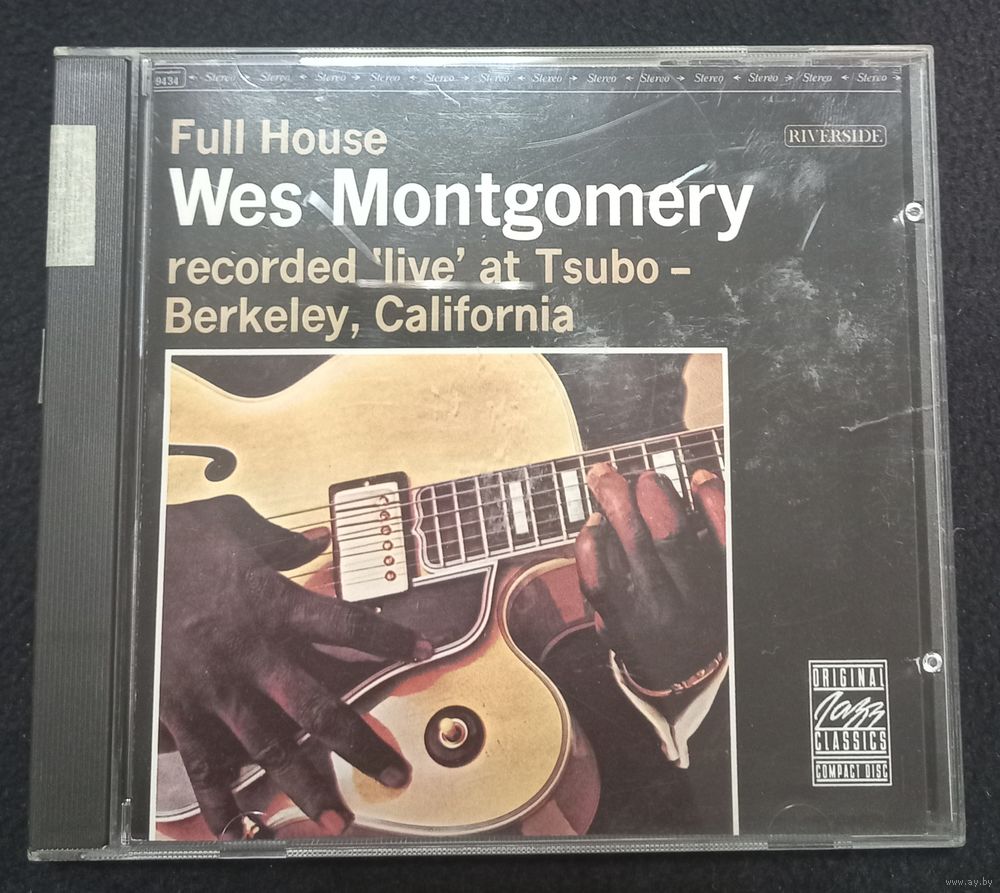 9434 ← Stereo → Stereo ← Stereo → Stereo ← Stereo → Stereo ← Stereo → Stereo ← Stereo → Stereo ← Stereo → Stereo ← Stereo →
Full House
RIVERSIDE
Wes Montgomery
recorded 'live' at Tsubo –
Berkeley, California
ORIGINAL
Jazz
CLASSICS
COMPACT DISC
www.ay.by